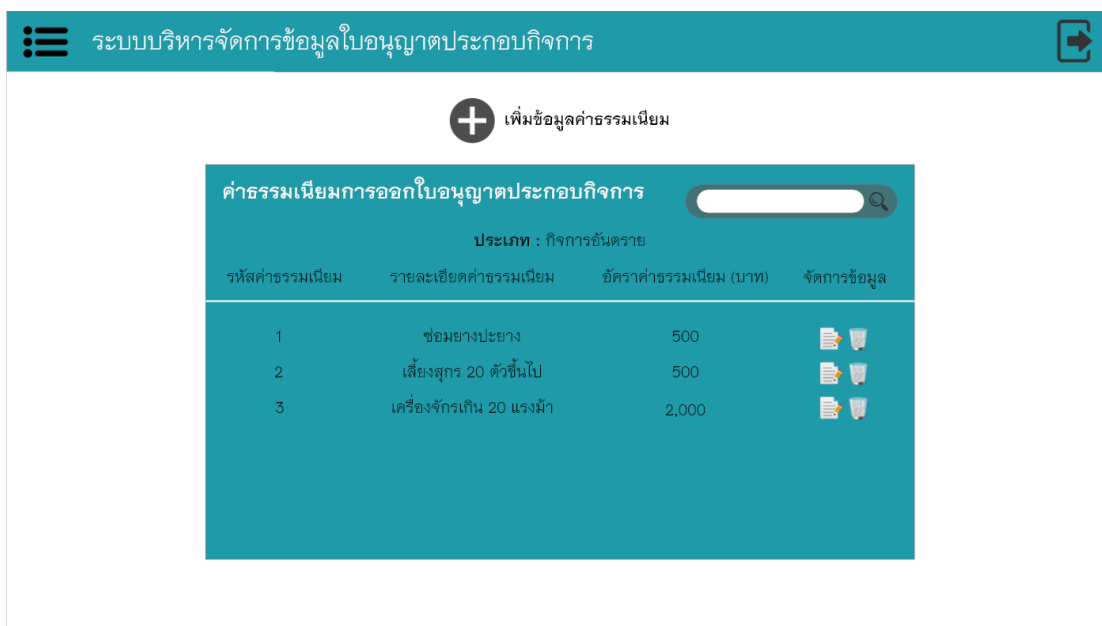 ระบบบริหารจัดการข้อมูลใบอนุญาตประกอบกิจการ
เพิ่มข้อมูลค่าธรรมเนียม
ค่าธรรมเนียมการออกใบอนุญาตประกอบกิจการ
ประเภท : กิจการอันตราย
รหัสค่าธรรมเนียม รายละเอียดค่าธรรมเนียม อัคราค่าธรรมเนียม (บาท) จัดการข้อมูล
1 ซ่อมยางปะยาง 500
2 เลี้ยงสุกร 20 ตัวขึ้นไป 500
3 เครื่องจักรเกิน 20 แรงม้า 2,000